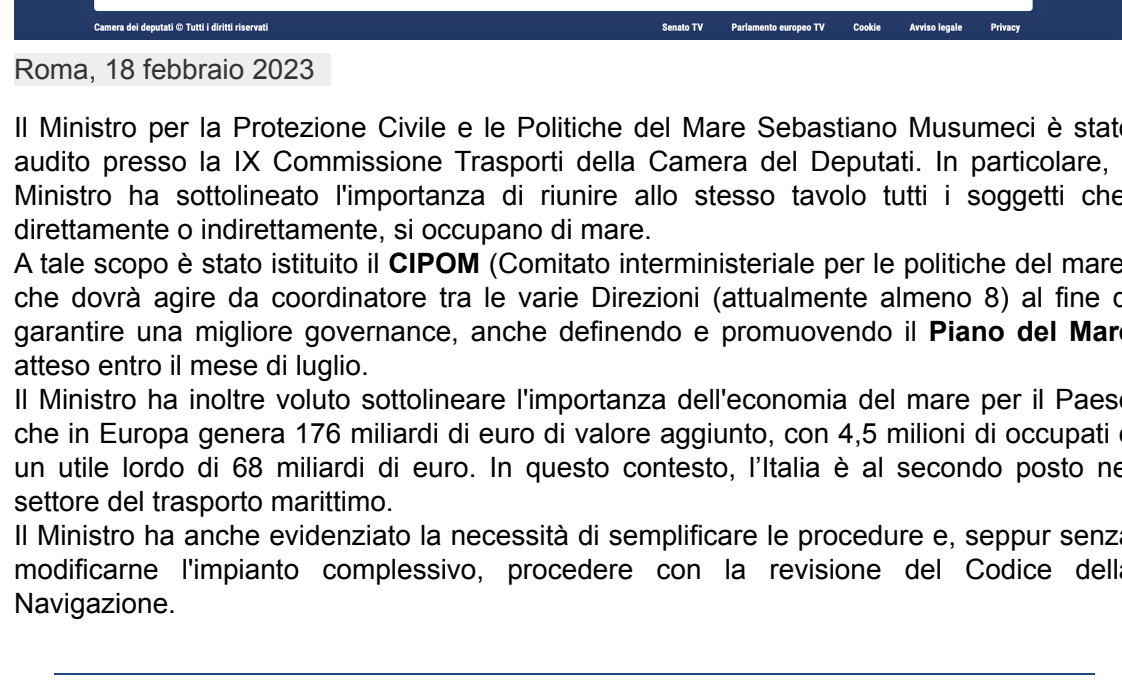 Camera dei deputati © Tutti i diritti riservati Senato TV Parlamento europeo TV Cookie Avviso legale Privacy
Roma, 18 febbraio 2023
Il Ministro per la Protezione Civile e le Politiche del Mare Sebastiano Musumeci è stato
audito presso la IX Commissione Trasporti della Camera del Deputati. In particolare,
Ministro ha sottolineato l'importanza di riunire allo stesso tavolo tutti i soggetti che,
direttamente o indirettamente, si occupano di mare.
A tale scopo è stato istituito il CIPOM (Comitato interministeriale per le politiche del mare)
che dovrà agire da coordinatore tra le varie Direzioni (attualmente almeno 8) al fine
garantire una migliore governance, anche definendo e promuovendo il Piano del Mare
atteso entro il mese di luglio.
Il Ministro ha inoltre voluto sottolineare l'importanza dell'economia del mare per il Paese
che in Europa genera 176 miliardi di euro di valore aggiunto, con 4,5 milioni di occupati e
un utile lordo di 68 miliardi di euro. In questo contesto, l’Italia è al secondo posto nel
settore del trasporto marittimo.
Il Ministro ha anche evidenziato la necessità di semplificare le procedure e, seppur senza
modificarne l'impianto complessivo, procedere con la revisione del Codice della
Navigazione.